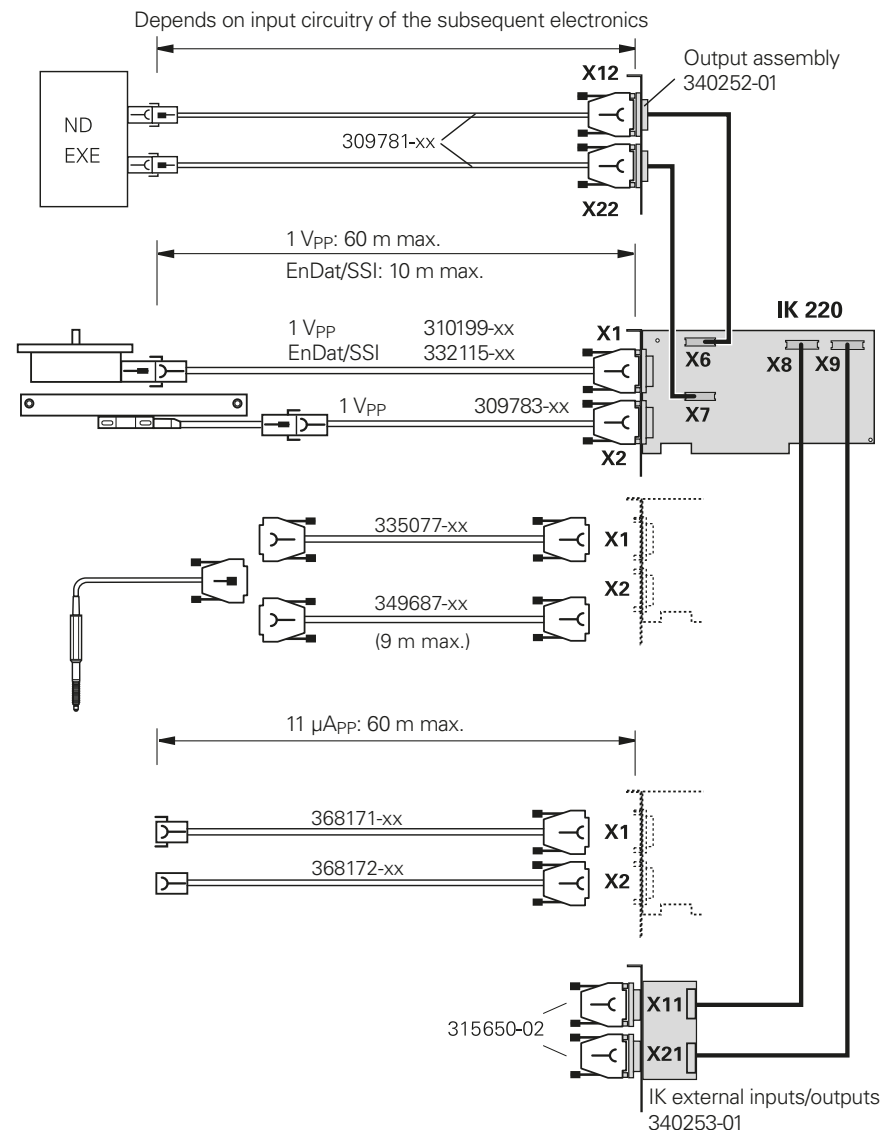 Depends on input circuitry of the subsequent electronics
Output assembly
340252-01
X12
ND
EXE
309781-xx
X22
1 VPP: 60 m max.
EnDat/SSI: 10 m max.
IK 220
1 VPP 310199-xx
EnDat/SSI 332115-xx
X1
X6
X8
X9
1 VPP 309783-xx
X7
X2
335077-xx
X1
X2
349687-xx
(9 m max.)
11 µAPP: 60 m max.
368171-xx
X1
368172-xx
X2
315650-02
X11
X21
IK external inputs/outputs
340253-01